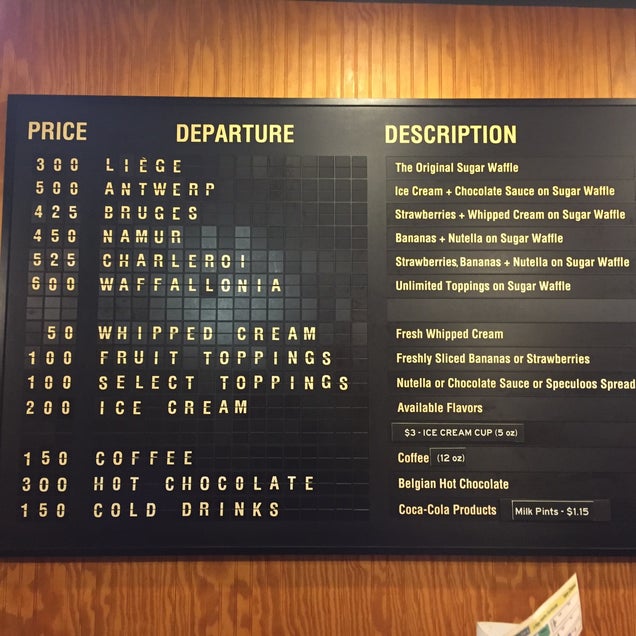 PRICE DEPARTURE DESCRIPTION
300 LIÈGE The Original Sugar Waffle
500 ANTWERP Ice Cream + Chocolate Sauce on Sugar Waffle
425 BRUGES Strawberries + Whipped Cream on Sugar Waffle
450 NAMUR Bananas + Nutella on Sugar Waffle
525 CHARLEROI Strawberries, Bananas + Nutella on Sugar Waffle
600 WAFFALLONIA Unlimited Toppings on Sugar Waffle
50 WHIPPED CREAM Fresh Whipped Cream
100 FRUIT TOPPINGS Freshly Sliced Bananas or Strawberries
100 SELECT TOPPINGS Nutella or Chocolate Sauce or Speculoos Spread
200 ICE CREAM Available Flavors
$3 - ICE CREAM CUP (5 oz)
150 COFFEE Coffee (12 oz)
300 HOT CHOCOLATE Belgian Hot Chocolate
150 COLD DRINKS Coca-Cola Products Milk Pints - $1.15